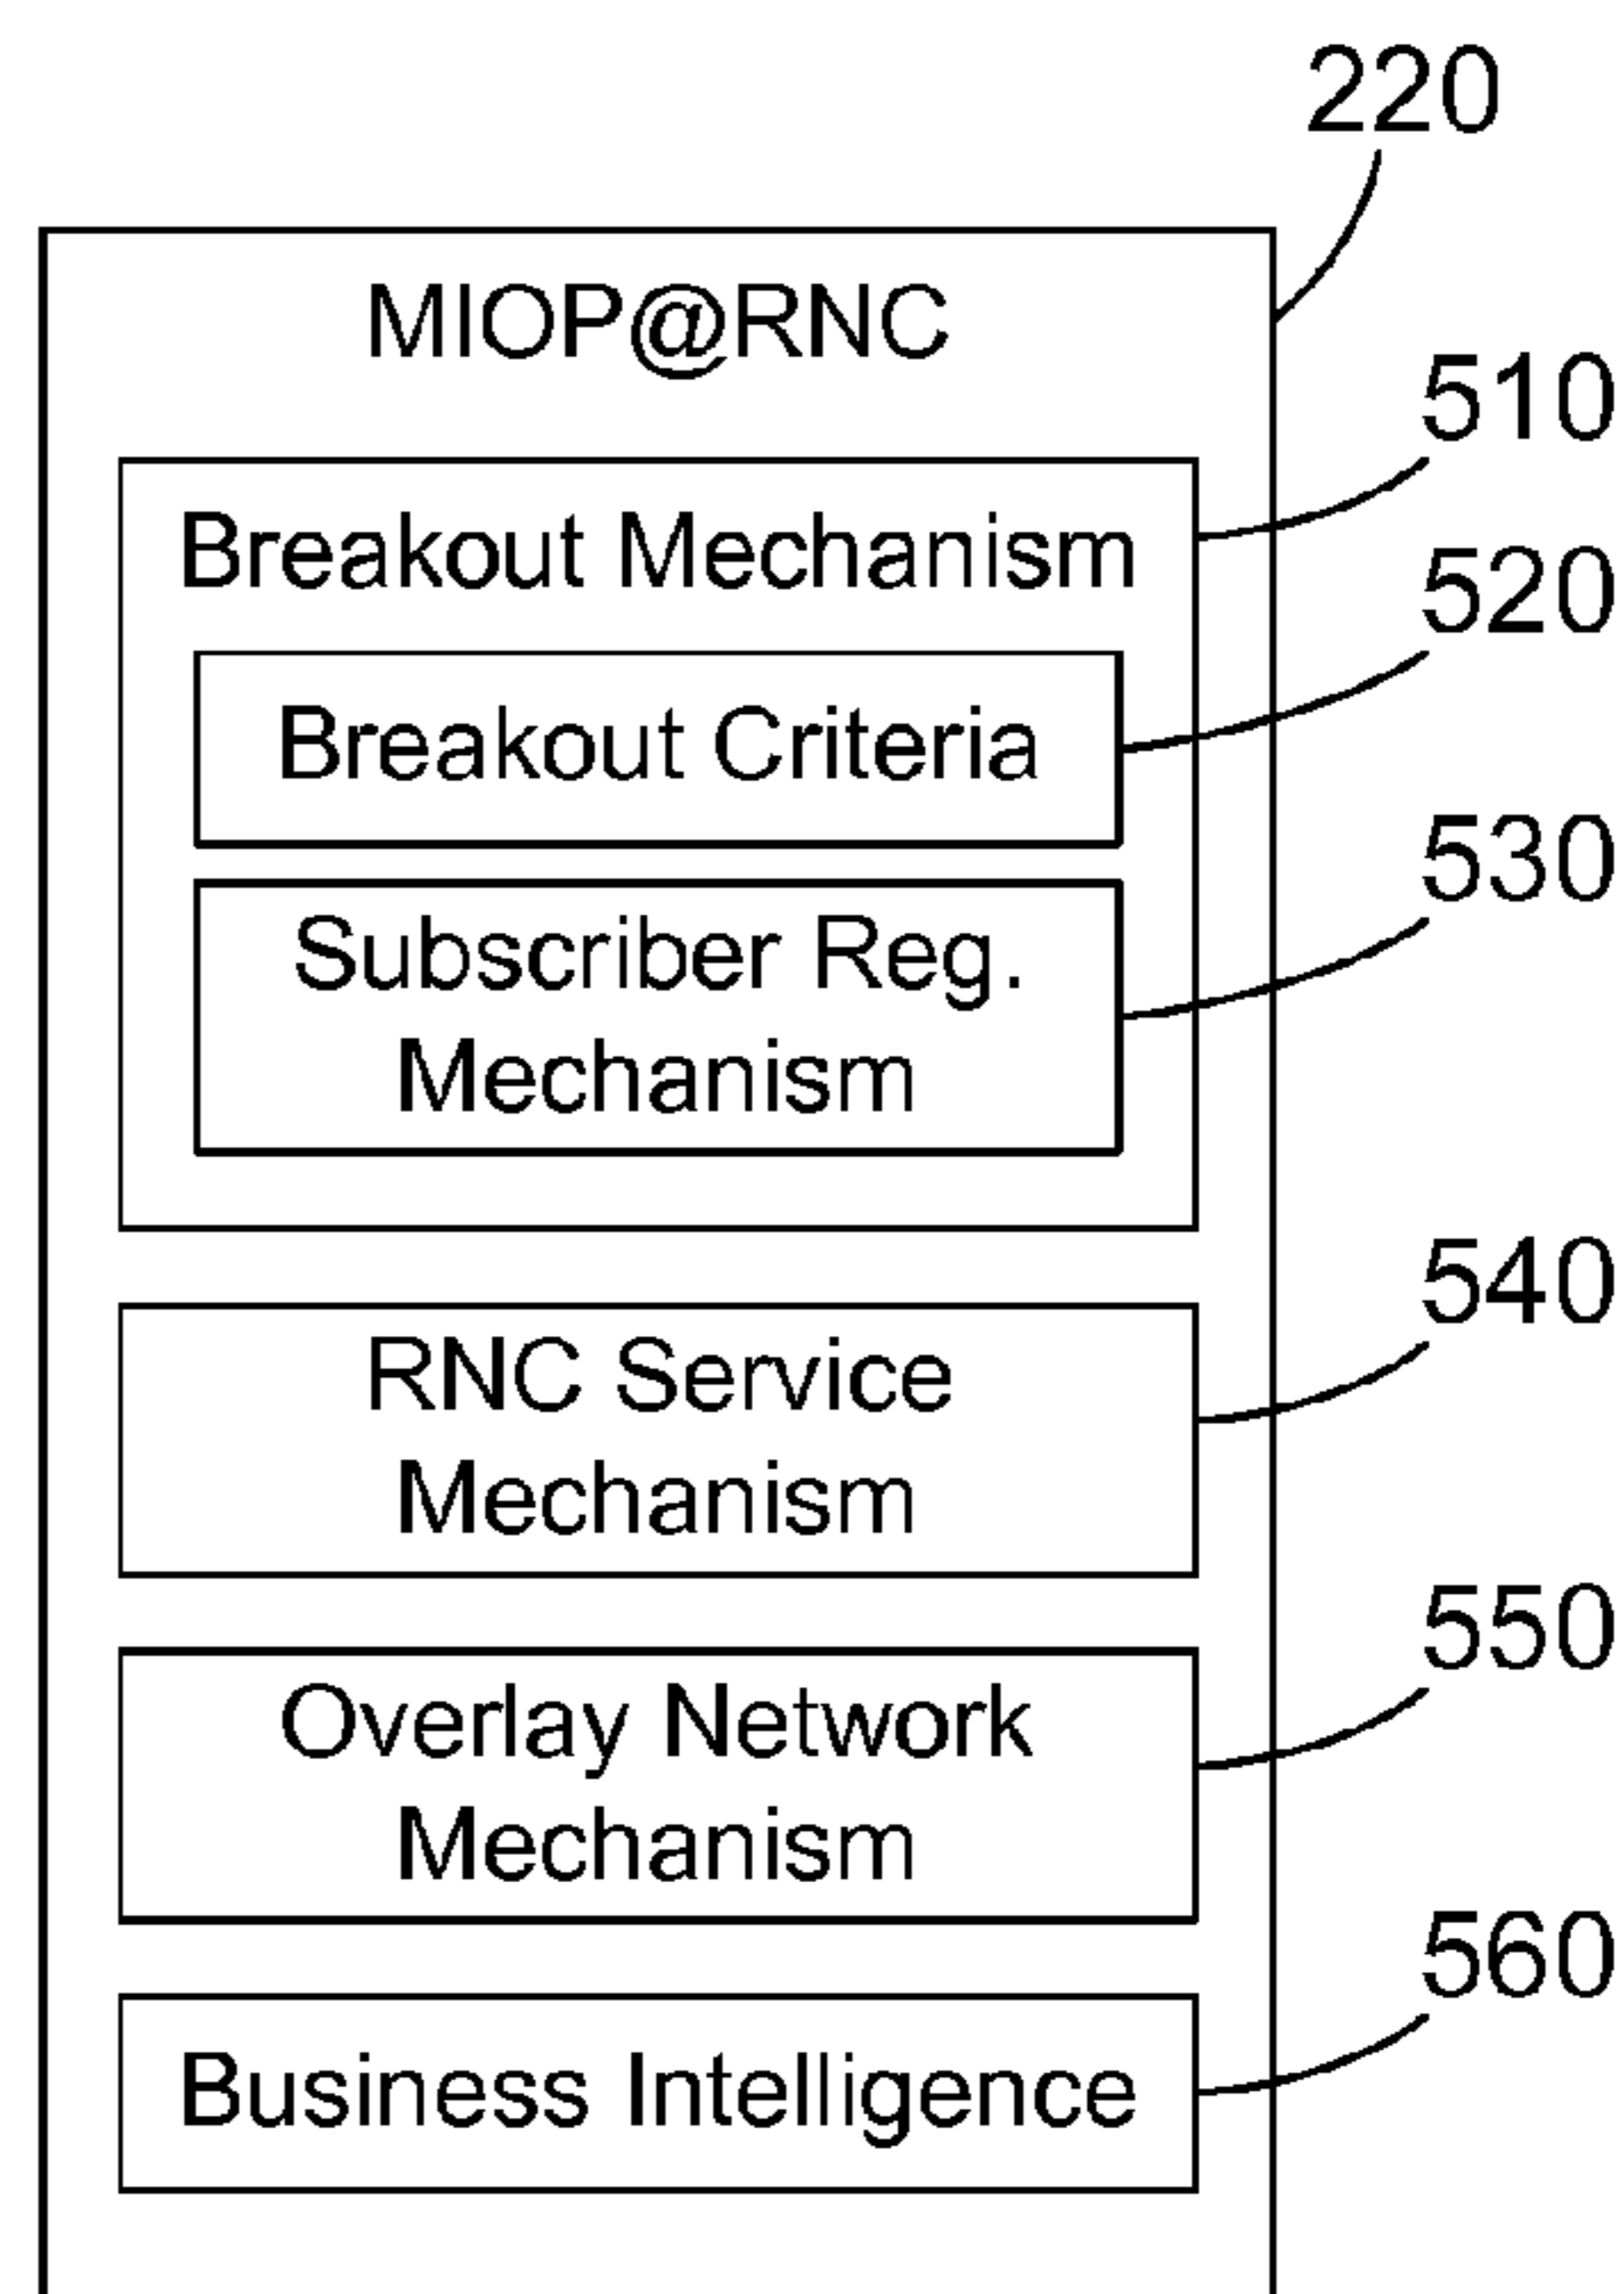 220
MIOP@RNC
510
Breakout Mechanism
520
Breakout Criteria
530
Subscriber Reg.
Mechanism
540
RNC Service
Mechanism
550
Overlay Network
Mechanism
560
Business Intelligence